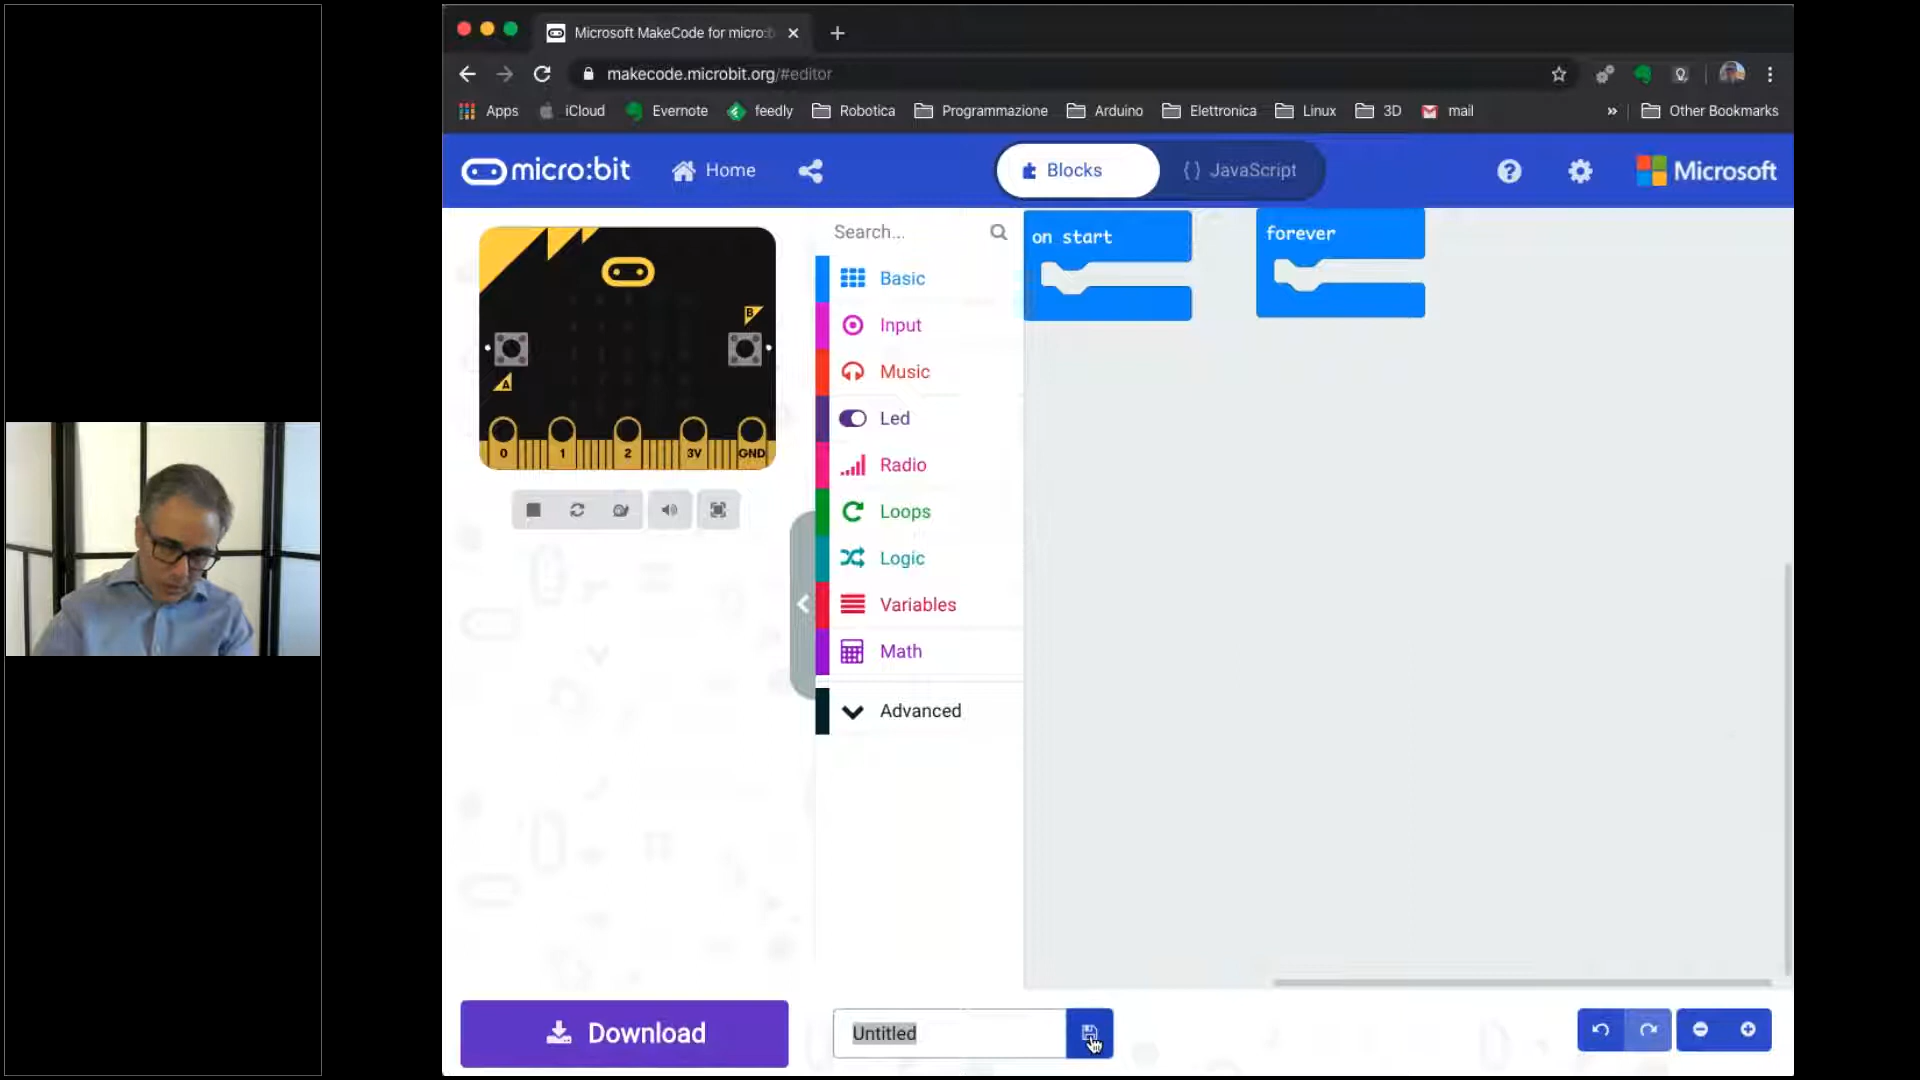 Microsoft MakeCode for micro:b
makecode.microbit.org/#editor
Apps iCloud Evernote feedly Robotica Programmazione Arduino Elettronica Linux 3D mail » Other Bookmarks
micro:bit Home Blocks {} JavaScript Microsoft
Search...
Basic
Input
Music
Led
Radio
Loops
Logic
Variables
Math
Advanced
on start
forever
B
A
0 1 2 3V GND
Download
Untitled